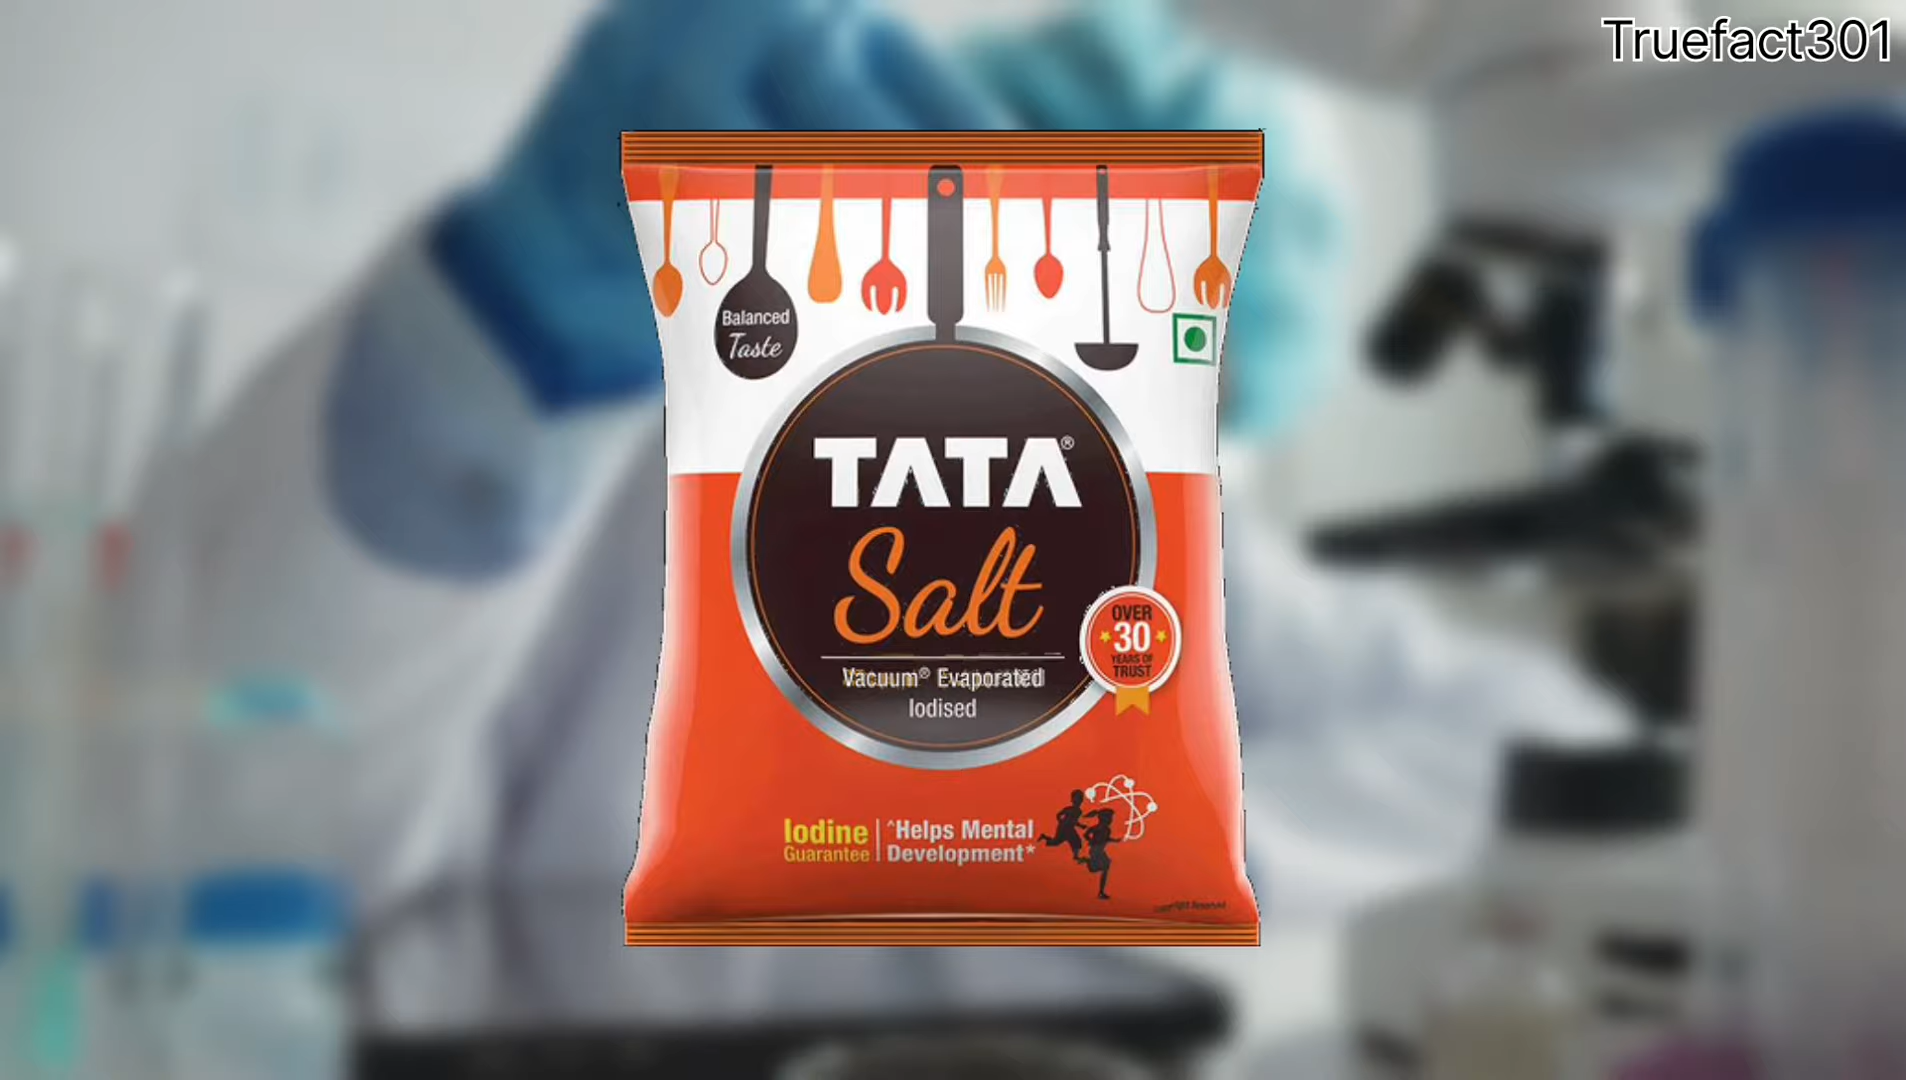 Truefact301
Balanced
Taste
TATA®
Salt
OVER
30
YEARS OF
TRUST
Vacuum® Evaporated
Iodised
Iodine
Guarantee
^Helps Mental
Development*